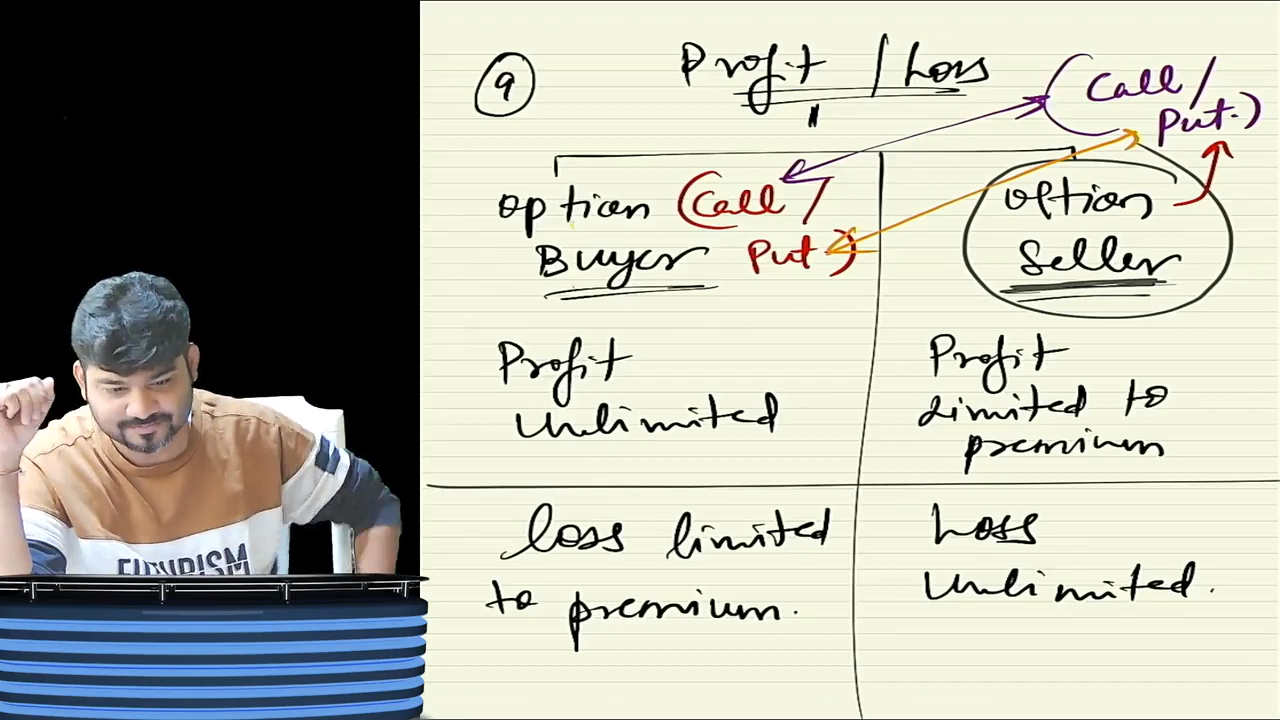 9
Profit / Loss
(Call /
Put.)
option (Call /
Buyer Put)
option
Seller
Profit
Unlimited
Profit
Limited to
premium
loss limited
to premium.
Loss
Unlimited.
FUTURISM